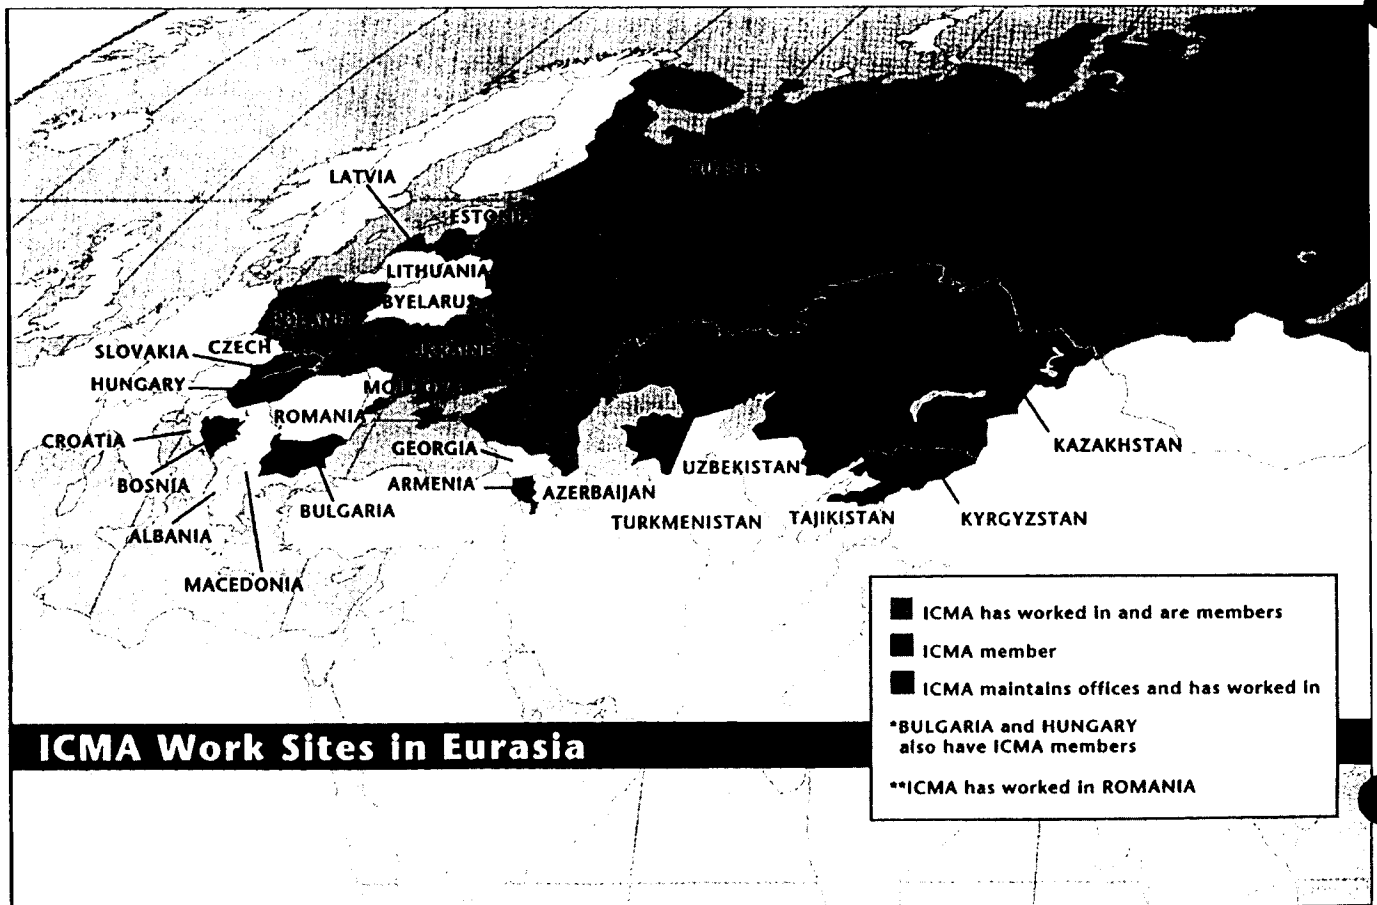 LATVIA
LITHUANIA
BYELARUS
CZECH
SLOVAKIA
UKRAINE
HUNGARY
ROMANIA
CROATIA
GEORGIA
KAZAKHSTAN
UZBEKISTAN
BOSNIA
ARMENIA
AZERBAIJAN
BULGARIA
TURKMENISTAN
TAJIKISTAN
KYRGYZSTAN
ALBANIA
MACEDONIA
ICMA has worked in and are members
ICMA member
ICMA maintains offices and has worked in
*BULGARIA and HUNGARY
also have ICMA members
**ICMA has worked in ROMANIA
ICMA Work Sites in Eurasia